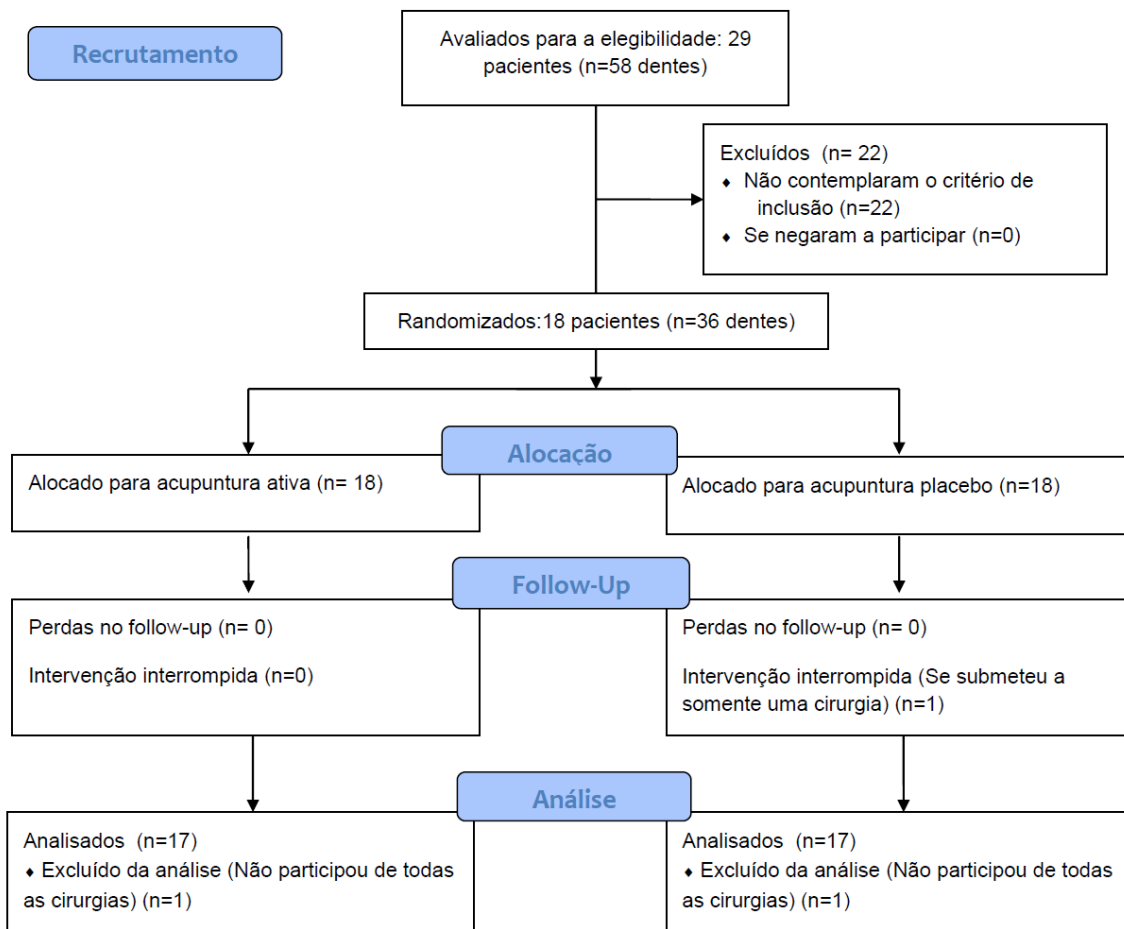 Recrutamento
Avaliados para a elegibilidade: 29
pacientes (n=58 dentes)
Excluídos (n= 22)
♦ Não contemplaram o critério de
inclusão (n=22)
♦ Se negaram a participar (n=0)
Randomizados:18 pacientes (n=36 dentes)
Alocação
Alocado para acupuntura ativa (n= 18)
Alocado para acupuntura placebo (n=18)
Follow-Up
Perdas no follow-up (n= 0)
Intervenção interrompida (n=0)
Perdas no follow-up (n= 0)
Intervenção interrompida (Se submeteu a
somente uma cirurgia) (n=1)
Análise
Analisados (n=17)
♦ Excluído da análise (Não participou de todas
as cirurgias) (n=1)
Analisados (n=17)
♦ Excluído da análise (Não participou de todas
as cirurgias) (n=1)